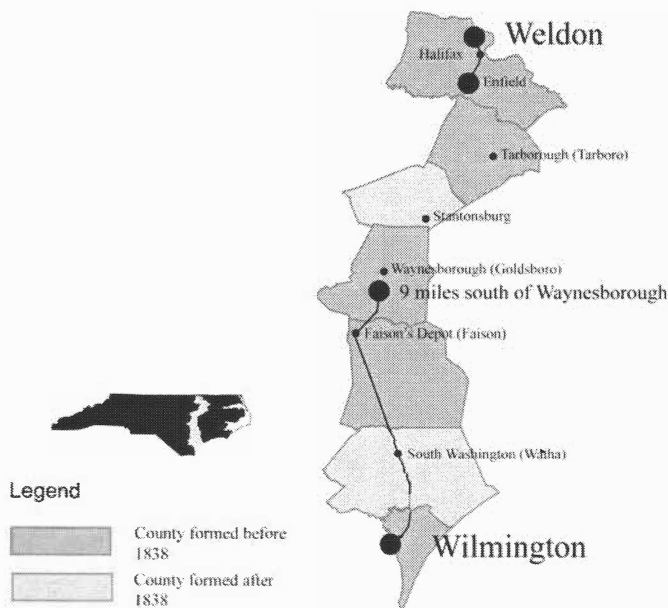 Weldon
Halifax
Enfield
Tarborough (Tarboro)
Stantonsburg
Waynesborough (Goldsboro)
9 miles south of Waynesborough
Faison's Depot (Faison)
South Washington (Watha)
Wilmington
Legend
County formed before
1838
County formed after
1838